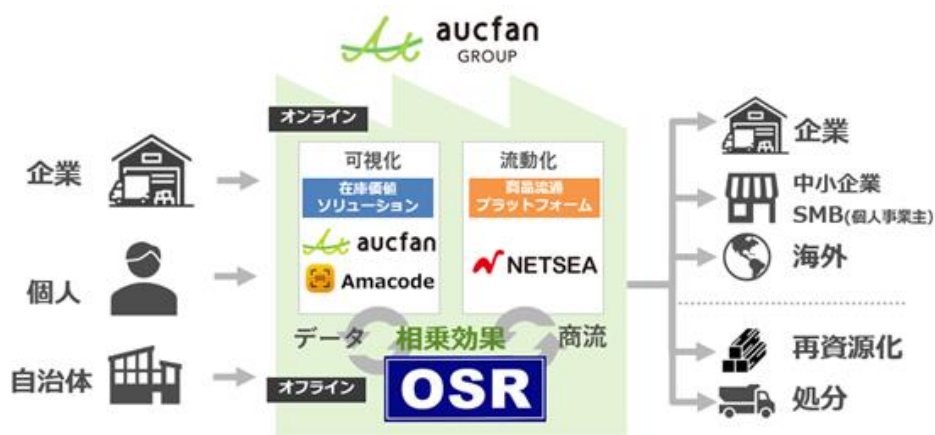 aucfan
GROUP
オンライン
企業
個人
自治体
可視化
在庫価値
ソリューション
aucfan
Amacode
流動化
商品流通
プラットフォーム
NETSEA
データ
相乗効果
商流
オフライン
OSR
企業
中小企業
SMB(個人事業主)
海外
再資源化
処分